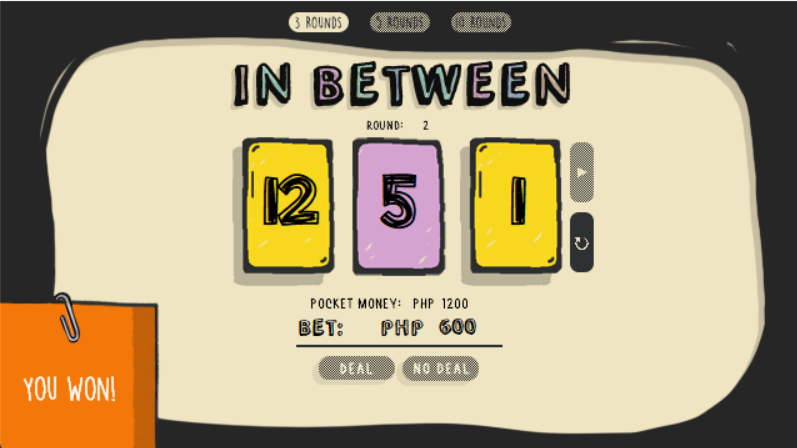 3 ROUNDS 5 ROUNDS 10 ROUNDS
IN BETWEEN
ROUND: 2
12 5 1
POCKET MONEY: PHP 1200
BET: PHP 600
DEAL NO DEAL
YOU WON!